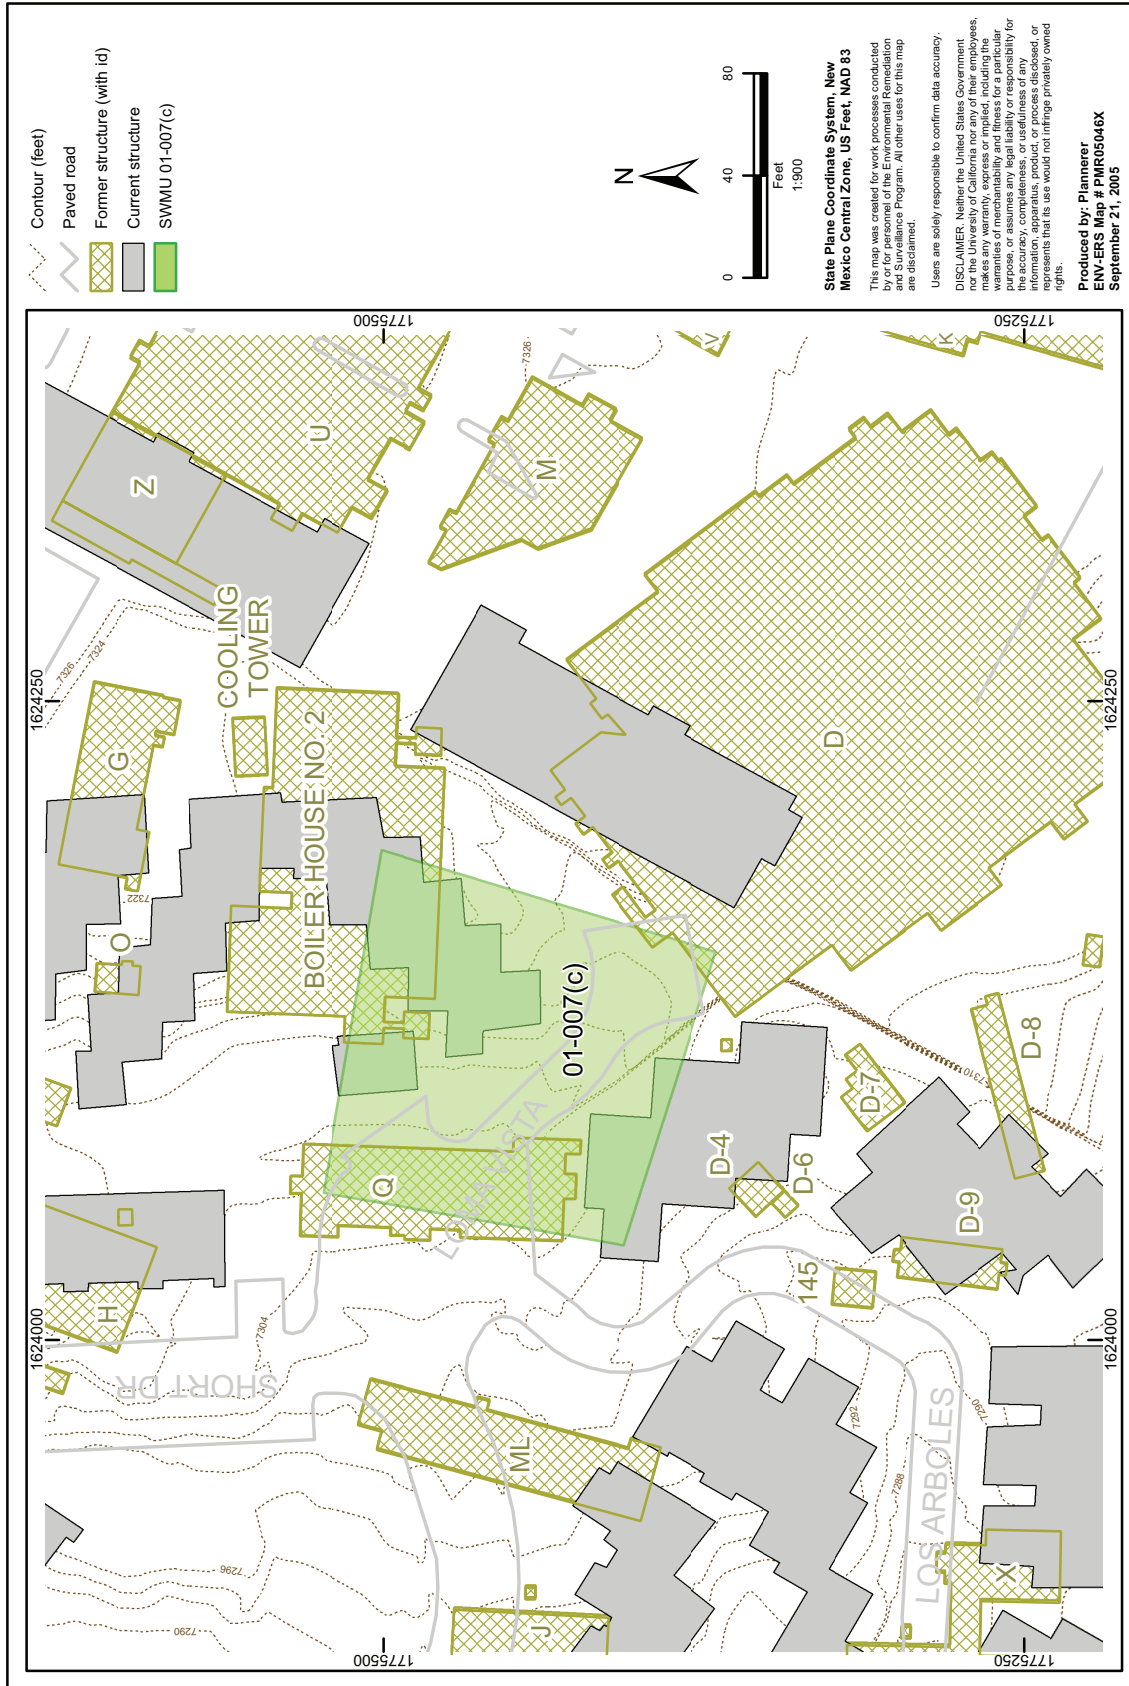 Contour (feet)
Paved road
Former structure (with id)
Current structure
SWMU 01-007(c)
N
0 40 80
Feet
1:900
State Plane Coordinate System, New
Mexico Central Zone, US Feet, NAD 83
This map was created for work processes conducted
by or for personnel of the Environmental Remediation
and Surveillance Program. All other uses for this map
are disclaimed.
Users are solely responsible to confirm data accuracy.
DISCLAIMER. Neither the United States Government
nor the University of California nor any of their employees,
makes any warranty, express or implied, including the
warranties of merchantability and fitness for a particular
purpose, or assumes any legal liability or responsibility for
the accuracy, completeness, or usefulness of any
information, apparatus, product, or process disclosed, or
represents that its use would not infringe privately owned
rights.
Produced by: Plannerer
ENV-ERS Map # PMR05046X
September 21, 2005
1624000
1624250
1775500
1775250
1775500
1775250
1624000
1624250
H
SHORT DR
7304
7296
7290
J
ML
Q
LOMA VISTA
O
7322
G
7326
7324
COOLING
TOWER
BOILER HOUSE NO. 2
Z
U
M
7326
V
K
D
01-007(c)
D-4
D-6
D-7
D-8
D-9
7310
145
7292
7290
7288
LOS ARBOLES
X